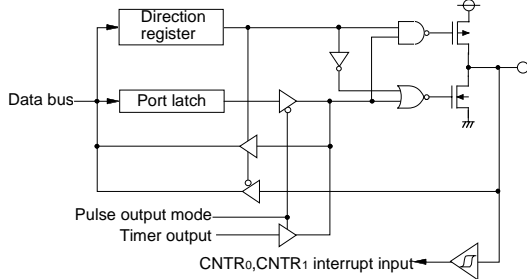 Direction
register
Data bus
Port latch
Pulse output mode
Timer output
CNTR0,CNTR1 interrupt input